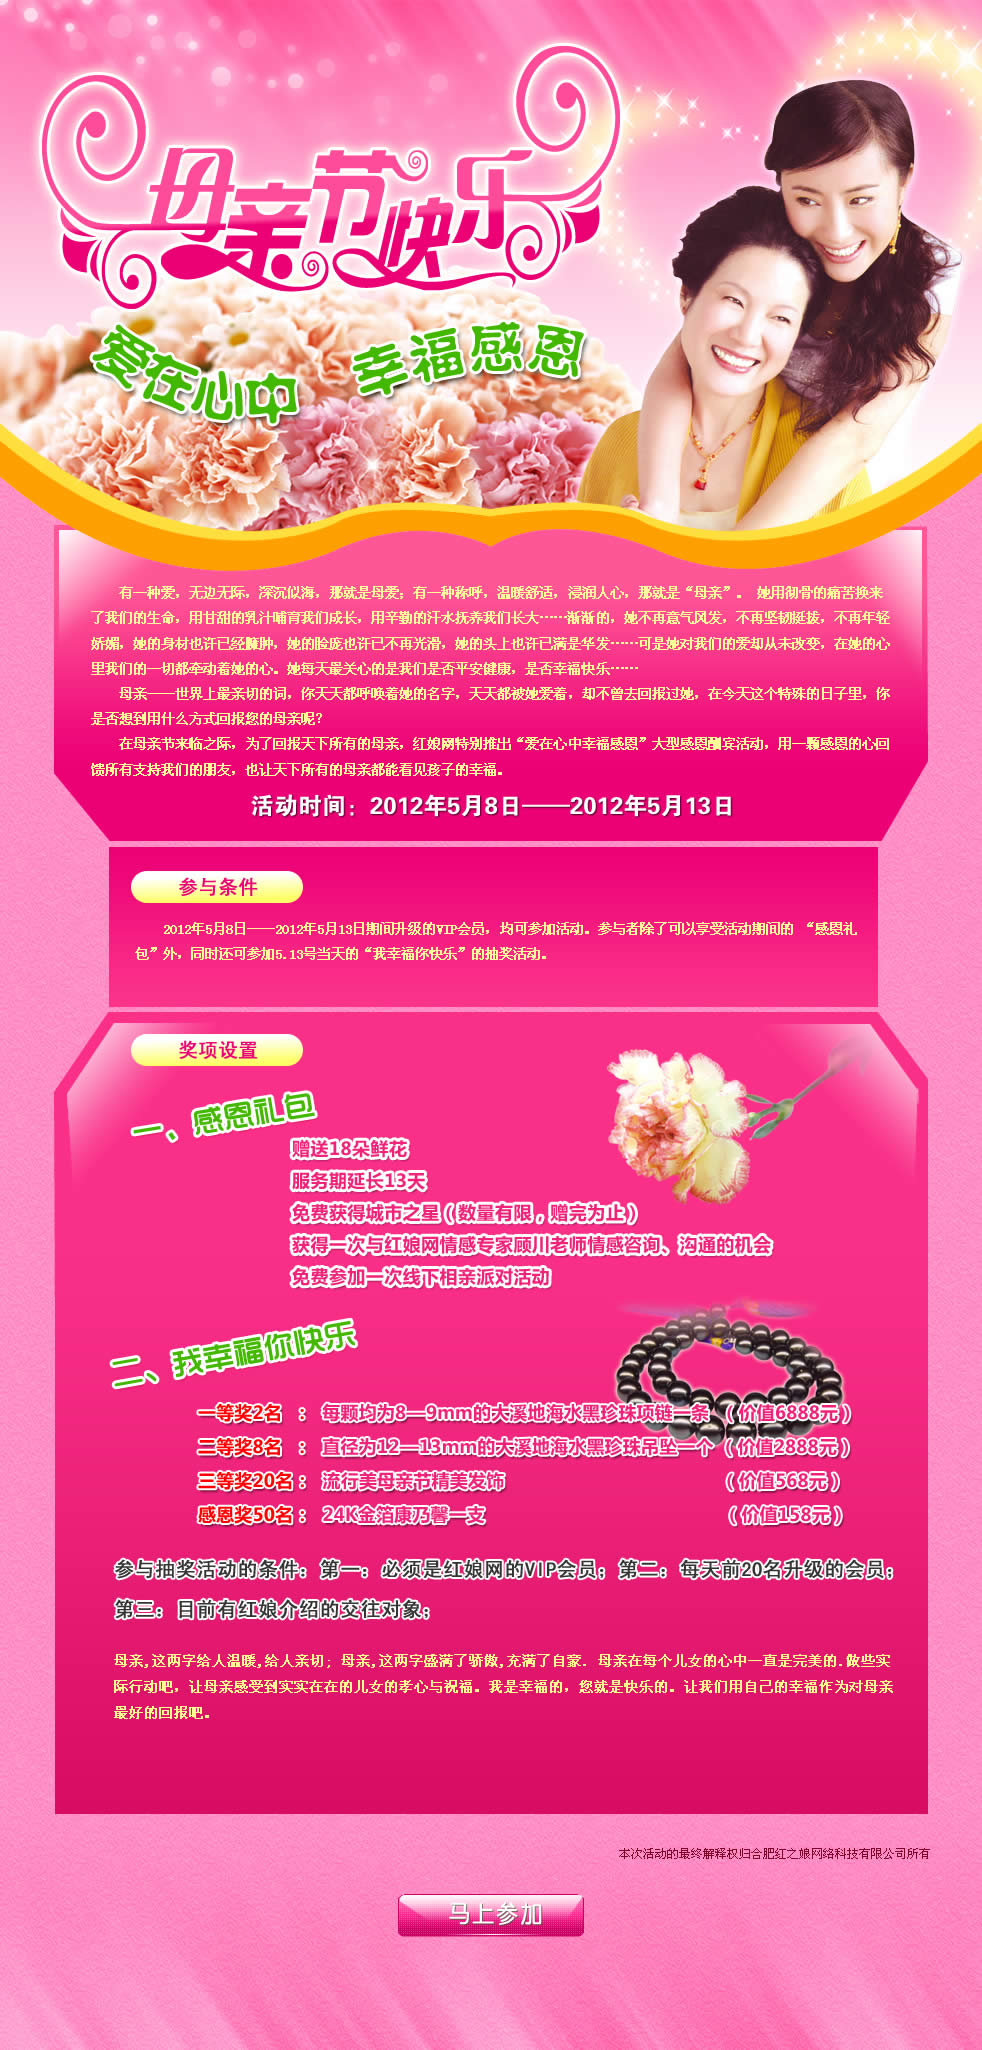 母亲节快乐
爱在心中 幸福感恩
有一种爱，无边无际，深沉似海，那就是母爱；有一种称呼，温暖舒适，浸润人心，那就是“母亲”。 她用彻骨的痛苦换来
了我们的生命，用甘甜的乳汁哺育我们成长，用辛勤的汗水抚养我们长大……渐渐的，她不再意气风发，不再坚韧挺拔，不再年轻
娇媚，她的身材也许已经臃肿，她的脸庞也许已不再光滑，她的头上也许已满是华发……可是她对我们的爱却从未改变，在她的心
里我们的一切都牵动着她的心。她每天最关心的是我们是否平安健康，是否幸福快乐……
母亲——世界上最亲切的词，你天天都呼唤着她的名字，天天都被她爱着，却不曾去回报过她，在今天这个特殊的日子里，你
是否想到用什么方式回报您的母亲呢？
在母亲节来临之际，为了回报天下所有的母亲，红娘网特别推出“爱在心中幸福感恩”大型感恩酬宾活动，用一颗感恩的心回
馈所有支持我们的朋友，也让天下所有的母亲都能看见孩子的幸福。
活动时间：2012年5月8日——2012年5月13日
参与条件
2012年5月8日——2012年5月13日期间升级的VIP会员，均可参加活动。参与者除了可以享受活动期间的 “感恩礼
包”外，同时还可参加5.13号当天的“我幸福你快乐”的抽奖活动。
奖项设置
一、感恩礼包
赠送18朵鲜花
服务期延长13天
免费获得城市之星（数量有限，赠完为止）
获得一次与红娘网情感专家顾川老师情感咨询、沟通的机会
免费参加一次线下相亲派对活动
二、我幸福你快乐
一等奖2名 ： 每颗均为8—9mm的大溪地海水黑珍珠项链一条 （价值6888元）
二等奖8名 ： 直径为12—13mm的大溪地海水黑珍珠吊坠一个 （价值2888元）
三等奖20名： 流行美母亲节精美发饰 （价值568元）
感恩奖50名： 24K金箔康乃馨一支 （价值158元）
参与抽奖活动的条件：第一：必须是红娘网的VIP会员；第二：每天前20名升级的会员；
第三：目前有红娘介绍的交往对象；
母亲,这两字给人温暖,给人亲切; 母亲,这两字盛满了骄傲,充满了自豪. 母亲在每个儿女的心中一直是完美的.做些实
际行动吧，让母亲感受到实实在在的儿女的孝心与祝福。我是幸福的，您就是快乐的。让我们用自己的幸福作为对母亲
最好的回报吧。
本次活动的最终解释权归合肥红之娘网络科技有限公司所有
马上参加